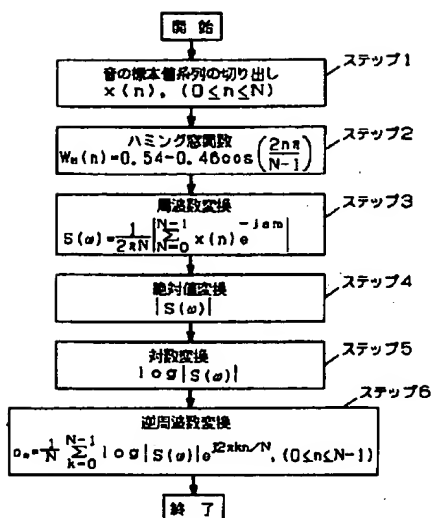 開始
音の標本値系列の切り出し
x(n), (0≤n≤N)
ステップ1
ハミング窓関数
W_H(n)=0.54-0.46cos(2nπ/N-1)
ステップ2
周波数変換
S(ω)=1/2πN|Σ_{N=0}^{N-1} x(n)e^{-jωn}|
ステップ3
絶対値変換
|S(ω)|
ステップ4
対数変換
log|S(ω)|
ステップ5
逆周波数変換
c_n=1/N Σ_{k=0}^{N-1} log|S(ω)|e^{j2πkn/N}, (0≤n≤N-1)
ステップ6
終了